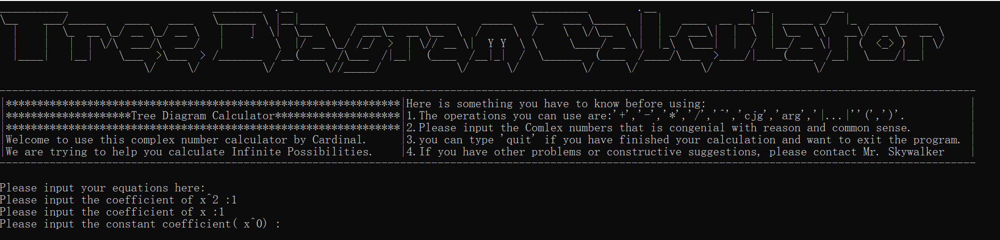 Tree Diagram Calculator
|***************************************************************|Here is something you have to know before using: |
|********************Tree Diagram Calculator********************|1.The operations you can use are:'+','-','*','/','^','cjg','arg','|...|''(',')'. |
|***************************************************************|2.Please input the Comlex numbers that is congenial with reason and common sense. |
|Welcome to use this complex number calculator by Cardinal. |3.you can type 'quit' if you have finished your calculation and want to exit the program. |
|We are trying to help you calculate Infinite Possibilities. |4.If you have other problems or constructive suggestions, please contact Mr. Skywalker |
Please input your equations here:
Please input the coefficient of x^2 :1
Please input the coefficient of x :1
Please input the constant coefficient( x^0) :